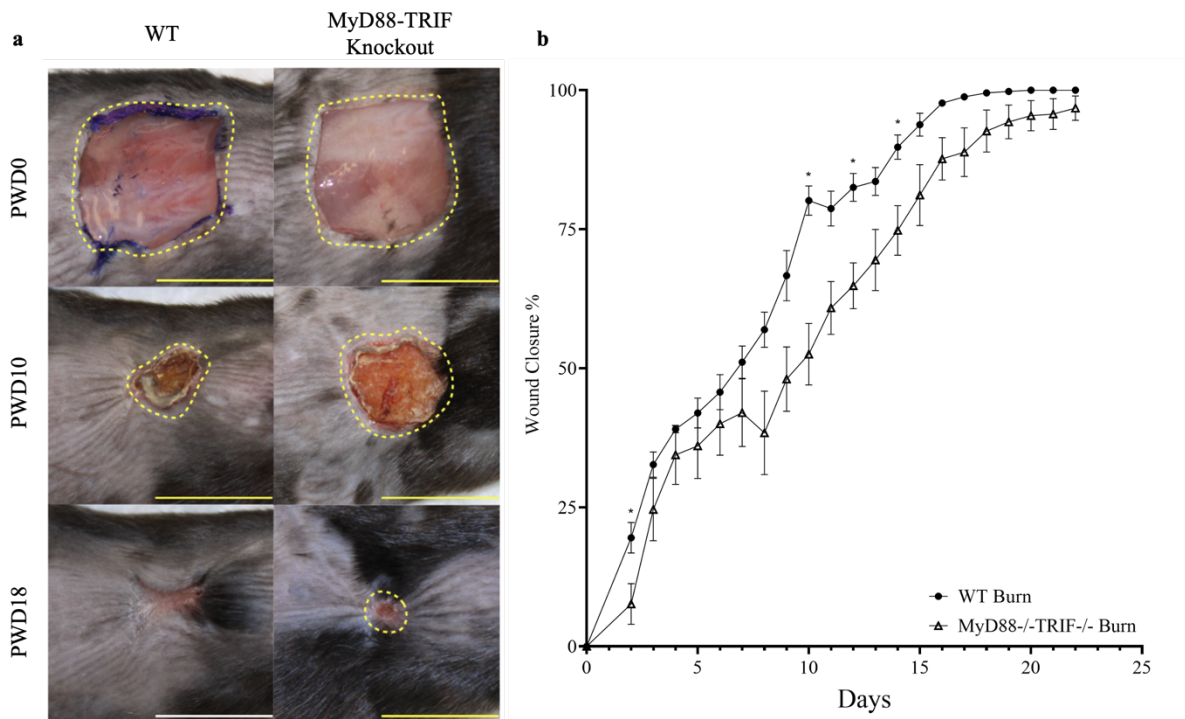 a
WT
MyD88-TRIF
Knockout
PWD0
PWD10
PWD18
b
Wound Closure %
100
75
50
25
0
*
*
*
*
WT Burn
MyD88-/-TRIF-/- Burn
0
5
10
15
20
25
Days